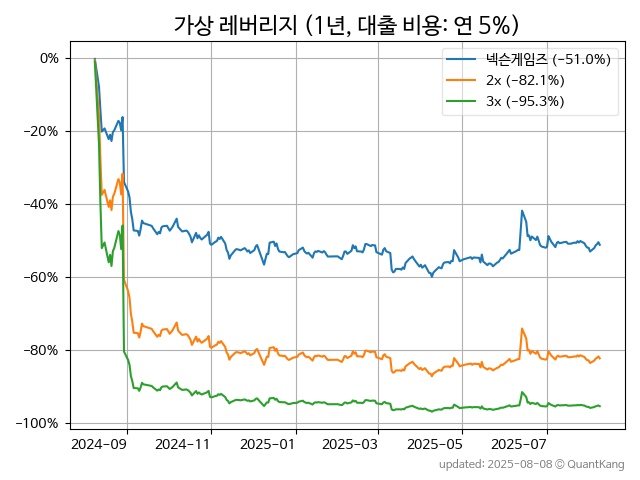 가상 레버리지 (1년, 대출 비용: 연 5%)
넥슨게임즈 (−51.0%)
2x (−82.1%)
3x (−95.3%)
0%
−20%
−40%
−60%
−80%
−100%
2024-09 2024-11 2025-01 2025-03 2025-05 2025-07
updated: 2025-08-08 © QuantKang